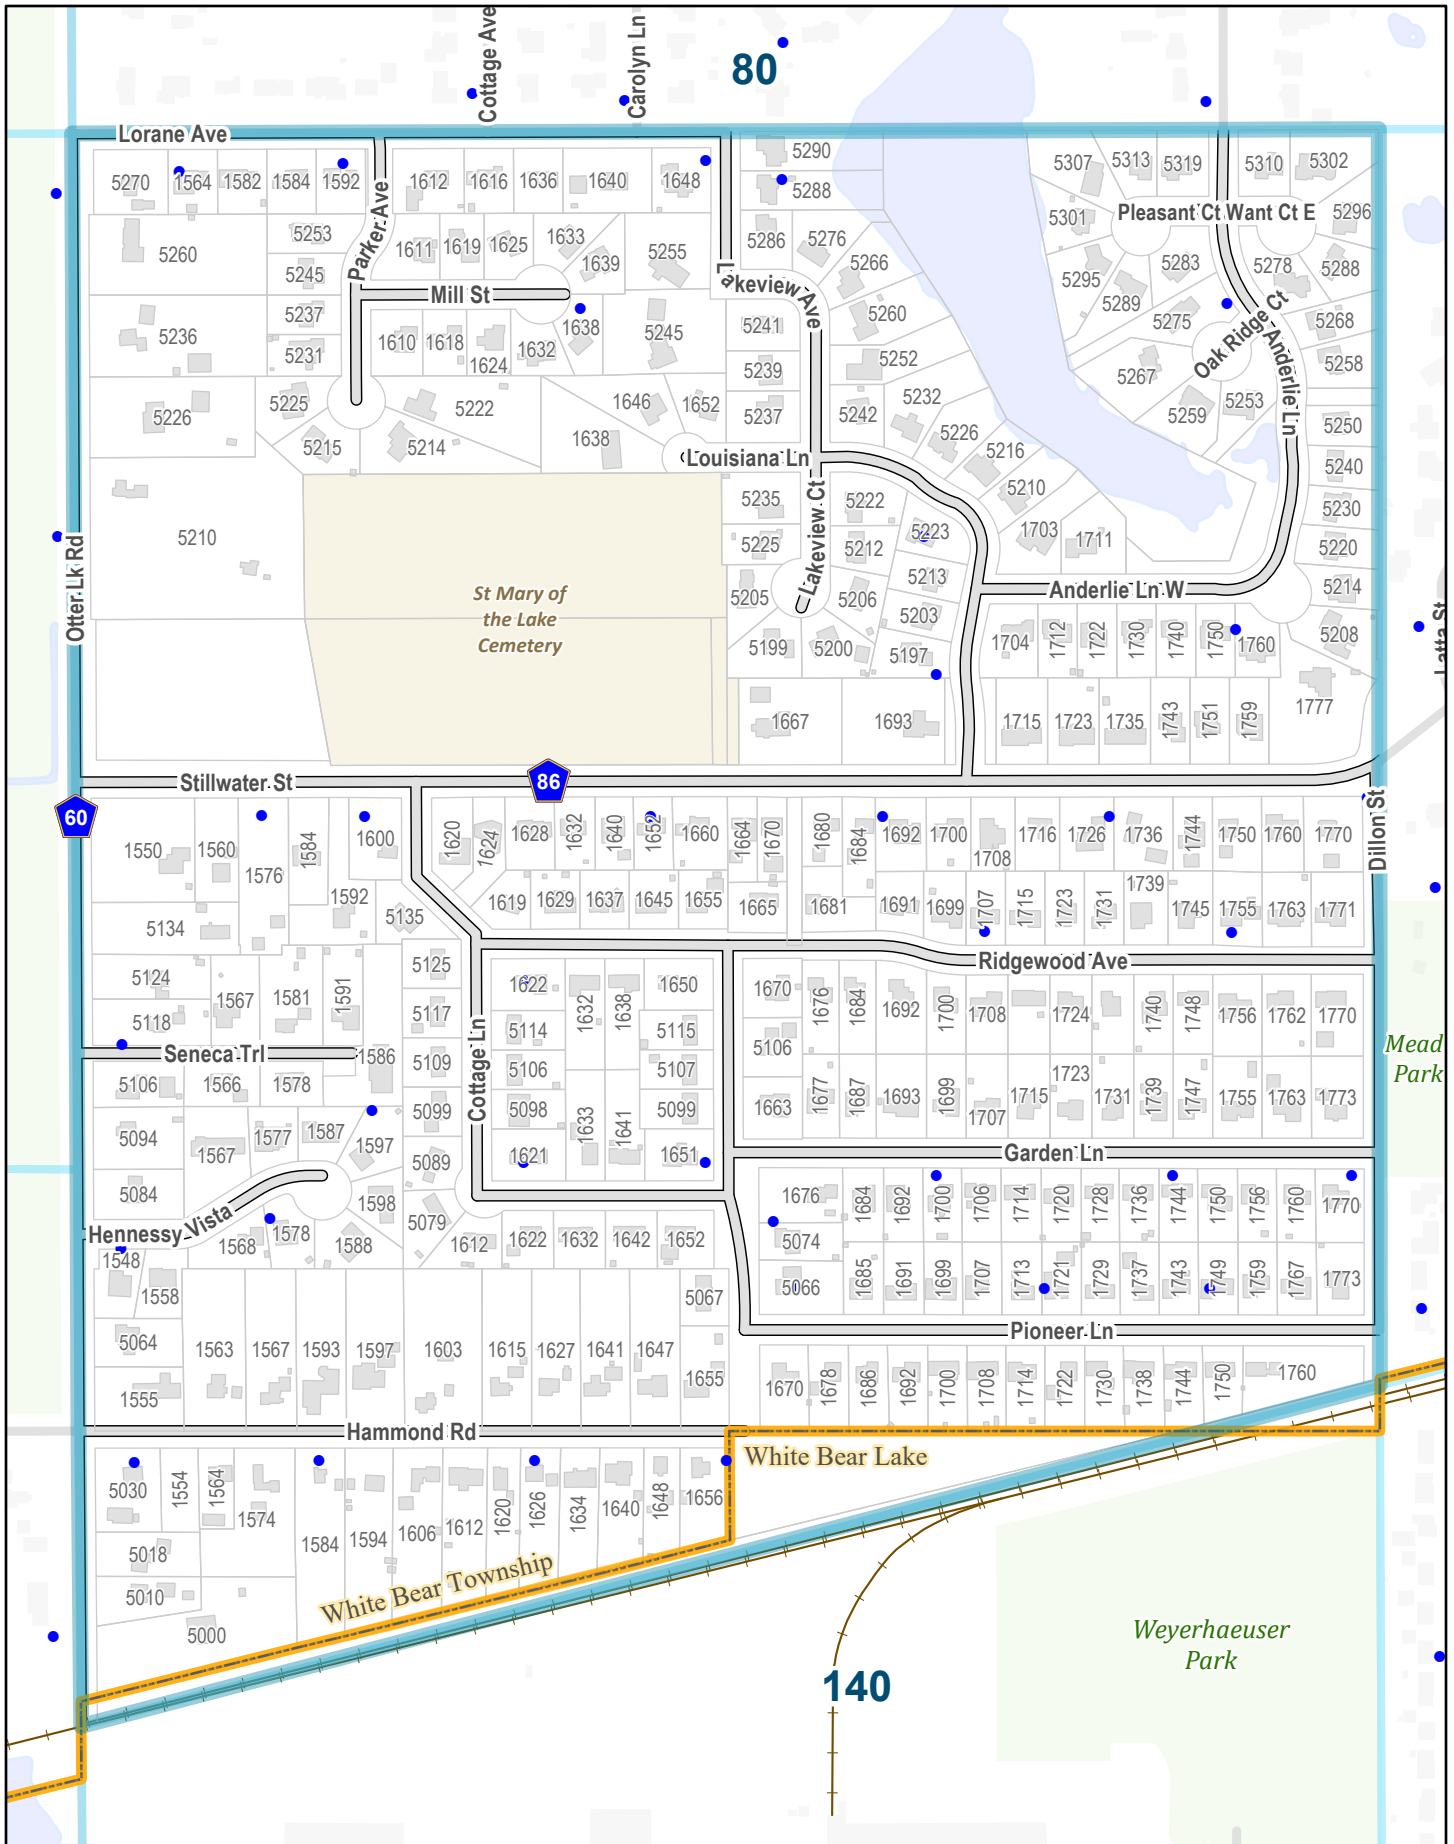 Cottage Ave
Carolyn Ln
80
Lorane Ave
5270 1564 1582 1584 1592 1612 1616 1636 1640 1648
5290
5288
5307 5313 5319 5310 5302
5301 Pleasant Ct Want Ct E 5296
Parker Ave
5260 5253 5245
1611 1619 1625 1633 1639 5255
5286 5276 5266
5295 5289 5283 5278 5288
Mill St
Lakeview Ave
5236 5237 5231
1610 1618 1624 1632 1638 5245
5241 5260
5275 Oak Ridge Ct 5268
5239 5252 5267 5258
Anderlie Ln
5226 5225 5222 1646 1652 5237 5242 5232 5259 5253 5250
5215 5214 1638 5226 5216 5240
Louisiana Ln
5210
5235 5222 5223 5210 5230
Lakeview Ct
5225 5212 1703 1711 5220
Otter Lk Rd
St Mary of
the Lake
Cemetery
5205 5206 5213 5203
Anderlie Ln W
5214
Latta St
5199 5200 5197 1704 1712 1722 1730 1740 1750 1760 5208
1667 1693 1715 1723 1735 1743 1751 1759 1777
Stillwater St
86
60
Dillon St
1550 1560 1576 1584 1600 1620 1624 1628 1632 1640 1652 1660 1664 1670 1680 1684 1692 1700 1708 1716 1726 1736 1744 1750 1760 1770
1592 5135 1619 1629 1637 1645 1655 1665 1681 1691 1699 1707 1715 1723 1731 1739 1745 1755 1763 1771
5134
Ridgewood Ave
5124 1567 1581 1591 5125
5118 5117
1622 1632 1638 1650 1670 1676 1684 1692 1700 1708 1724 1740 1748 1756 1762 1770
5114 5115 5106
Seneca Trl
Cottage Ln
Mead
Park
1586 5109 5106 5107
5106 1566 1578
5099 5098 1633 1641 5099 1663 1677 1687 1693 1699 1707 1715 1723 1731 1739 1747 1755 1763 1773
5094 1567 1577 1587 1597
5089 1621 1651
Garden Ln
5084 1598 5079
Hennessy Vista
1676 1684 1692 1700 1706 1714 1720 1728 1736 1744 1750 1756 1760 1770
5074
1548 1568 1578 1588 1612 1622 1632 1642 1652
1558 5067
5066 1685 1691 1699 1707 1713 1721 1729 1737 1743 1749 1759 1767 1773
Pioneer Ln
5064 1563 1567 1593 1597 1603 1615 1627 1641 1647 1655
1555
1670 1678 1686 1692 1700 1708 1714 1722 1730 1738 1744 1750 1760
Hammond Rd
White Bear Lake
5030 1554 1564 1574 1584 1594 1606 1612 1620 1626 1634 1640 1648 1656
5018
5010
5000
White Bear Township
Weyerhaeuser
Park
140